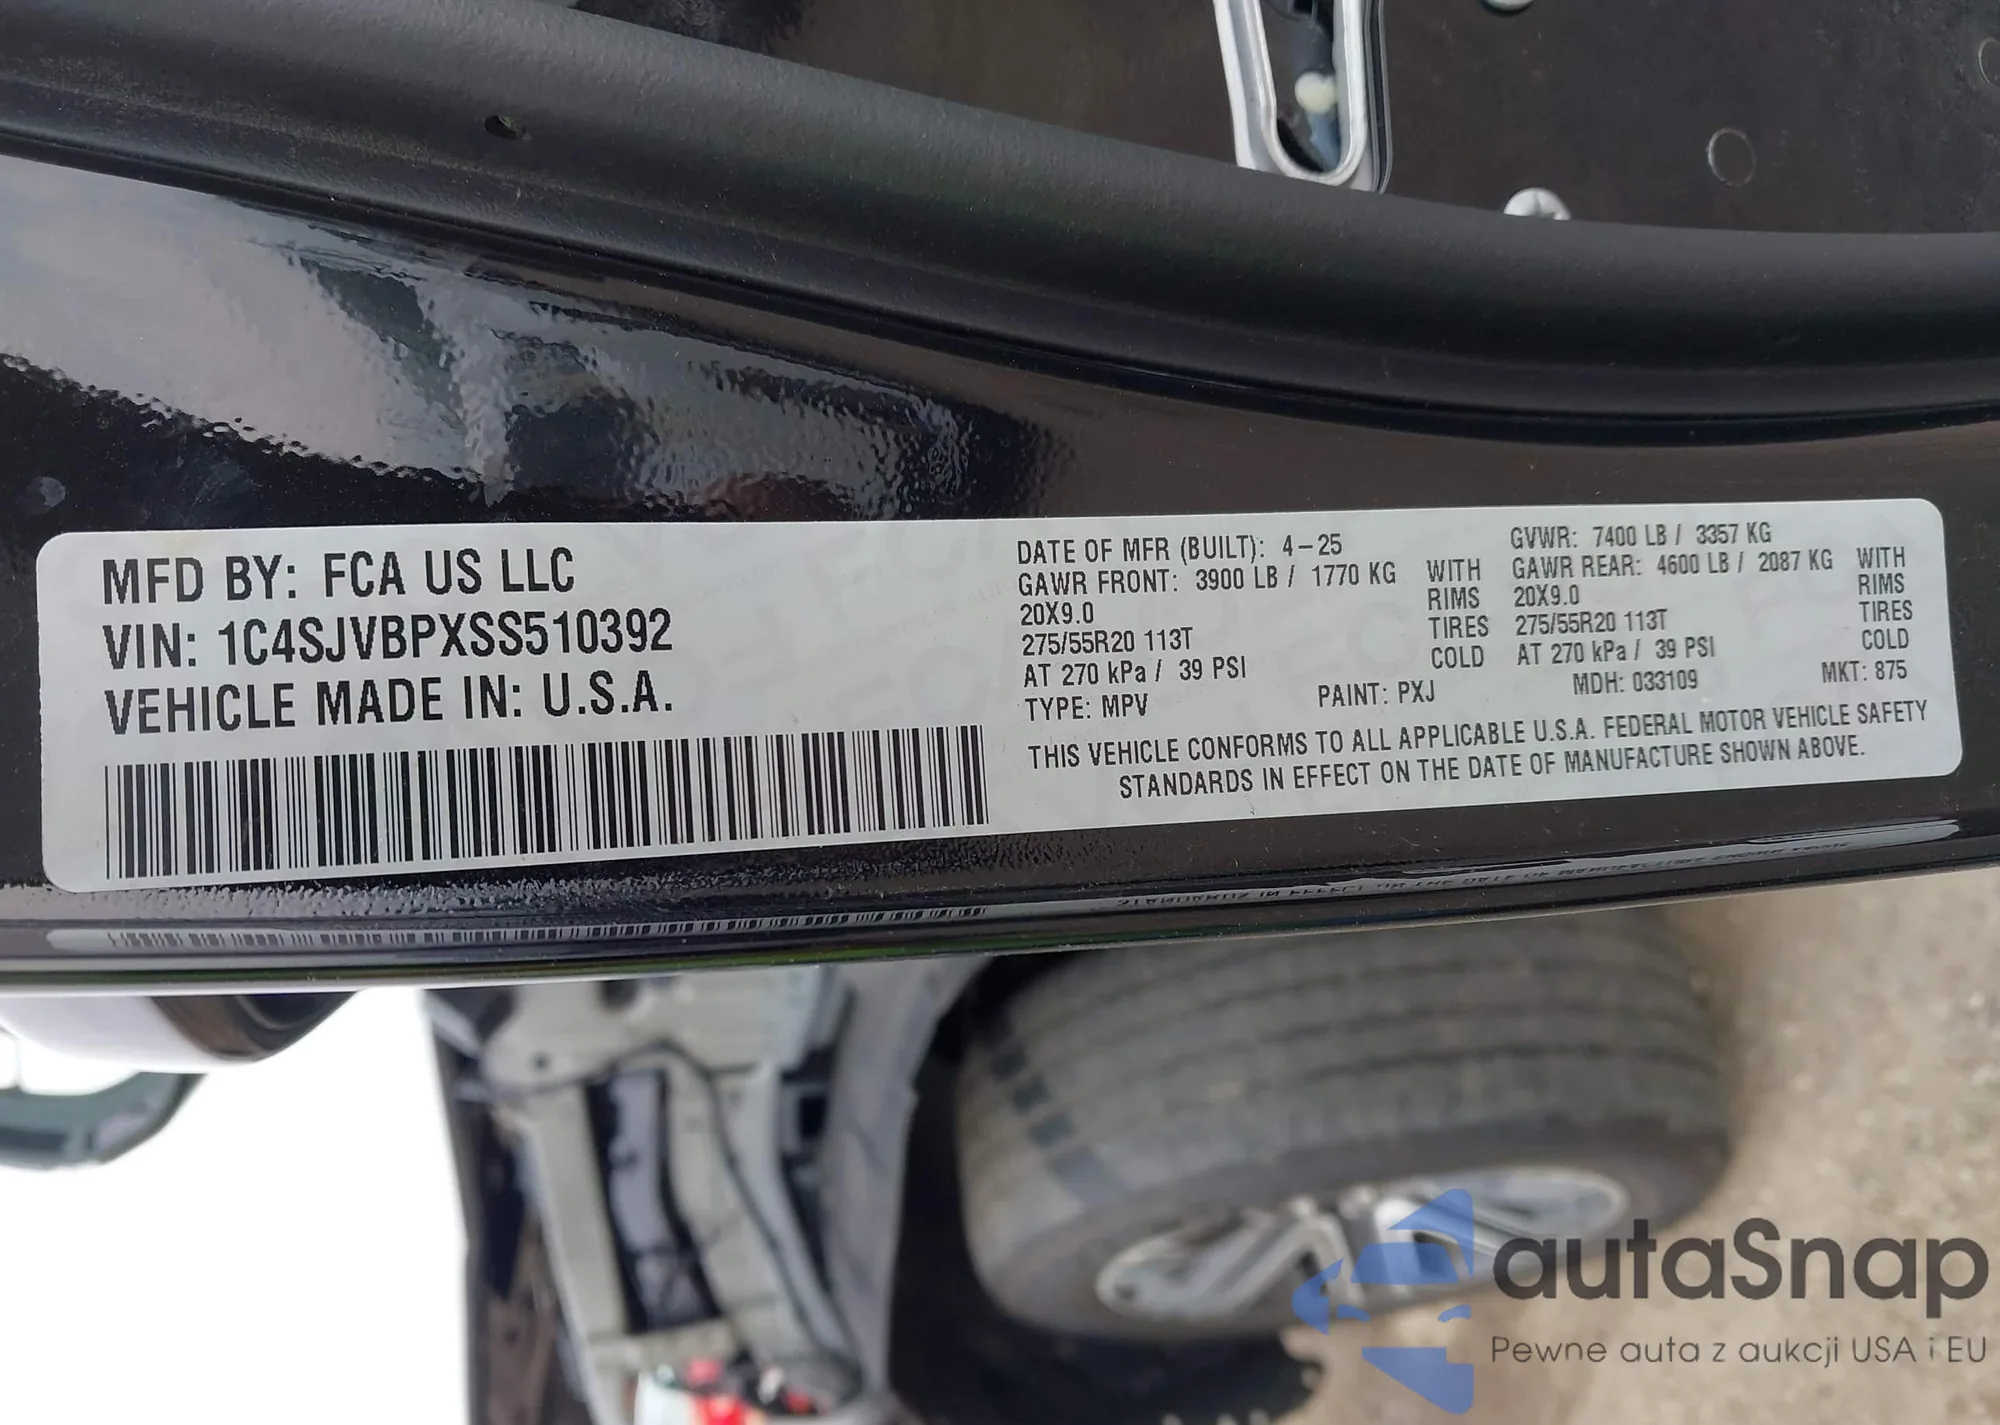 MFD BY: FCA US LLC
VIN: 1C4SJVBPXSS510392
VEHICLE MADE IN: U.S.A.
DATE OF MFR (BUILT): 4-25
GVWR: 7400 LB / 3357 KG
GAWR FRONT: 3900 LB / 1770 KG WITH
20X9.0 RIMS
275/55R20 113T TIRES
AT 270 kPa / 39 PSI COLD
GAWR REAR: 4600 LB / 2087 KG WITH
20X9.0 RIMS
275/55R20 113T TIRES
AT 270 kPa / 39 PSI COLD
TYPE: MPV PAINT: PXJ MDH: 033109 MKT: 875
THIS VEHICLE CONFORMS TO ALL APPLICABLE U.S.A. FEDERAL MOTOR VEHICLE SAFETY
STANDARDS IN EFFECT ON THE DATE OF MANUFACTURE SHOWN ABOVE.
autaSnap
Pewne auta z aukcji USA i EU